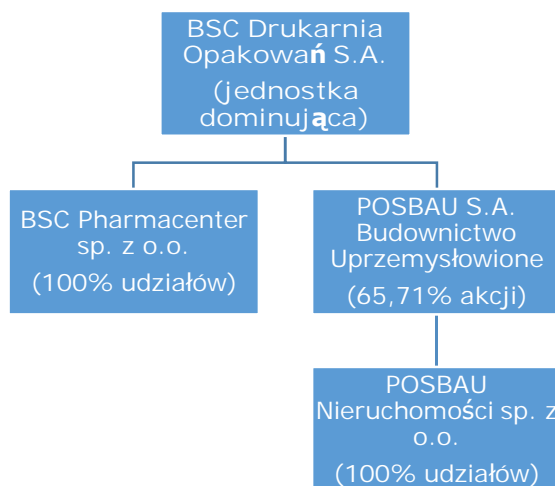 BSC Drukarnia
Opakowań S.A.
(jednostka
dominująca)
BSC Pharmacenter
sp. z o.o.
(100% udziałów)
POSBAU S.A.
Budownictwo
Uprzemysłowione
(65,71% akcji)
POSBAU
Nieruchomości sp. z
o.o.
(100% udziałów)